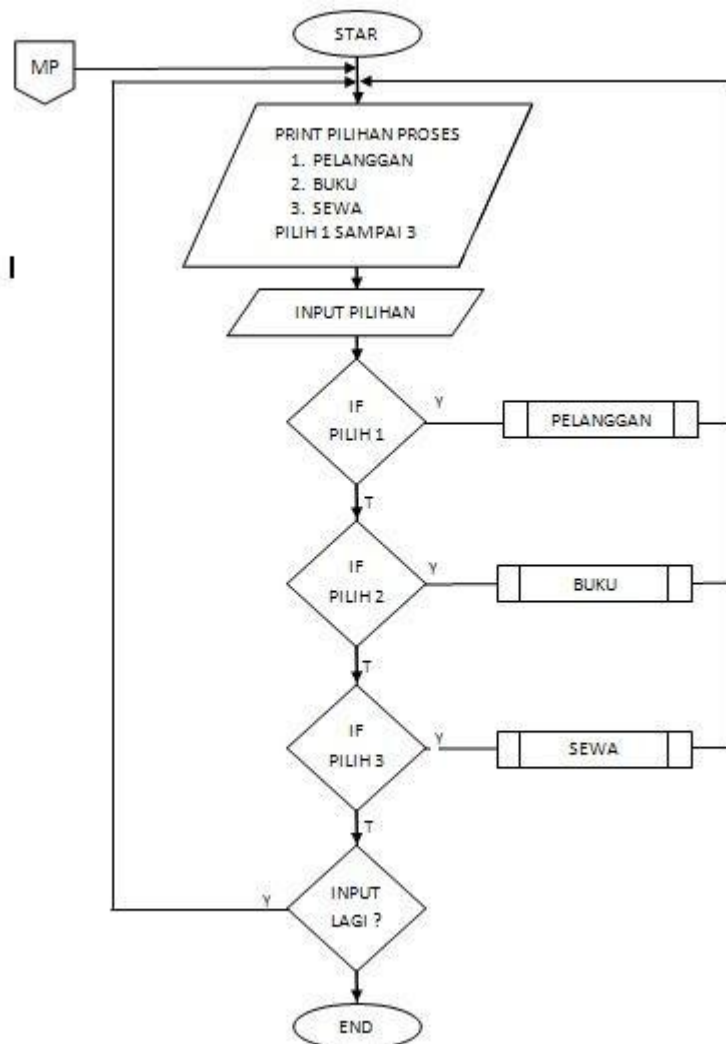 STAR
MP
PRINT PILIHAN PROSES
1. PELANGGAN
2. BUKU
3. SEWA
PILIH 1 SAMPAI 3
I
INPUT PILIHAN
IF
PILIH 1
Y
PELANGGAN
T
IF
PILIH 2
Y
BUKU
T
IF
PILIH 3
Y
SEWA
T
INPUT
LAGI ?
Y
END